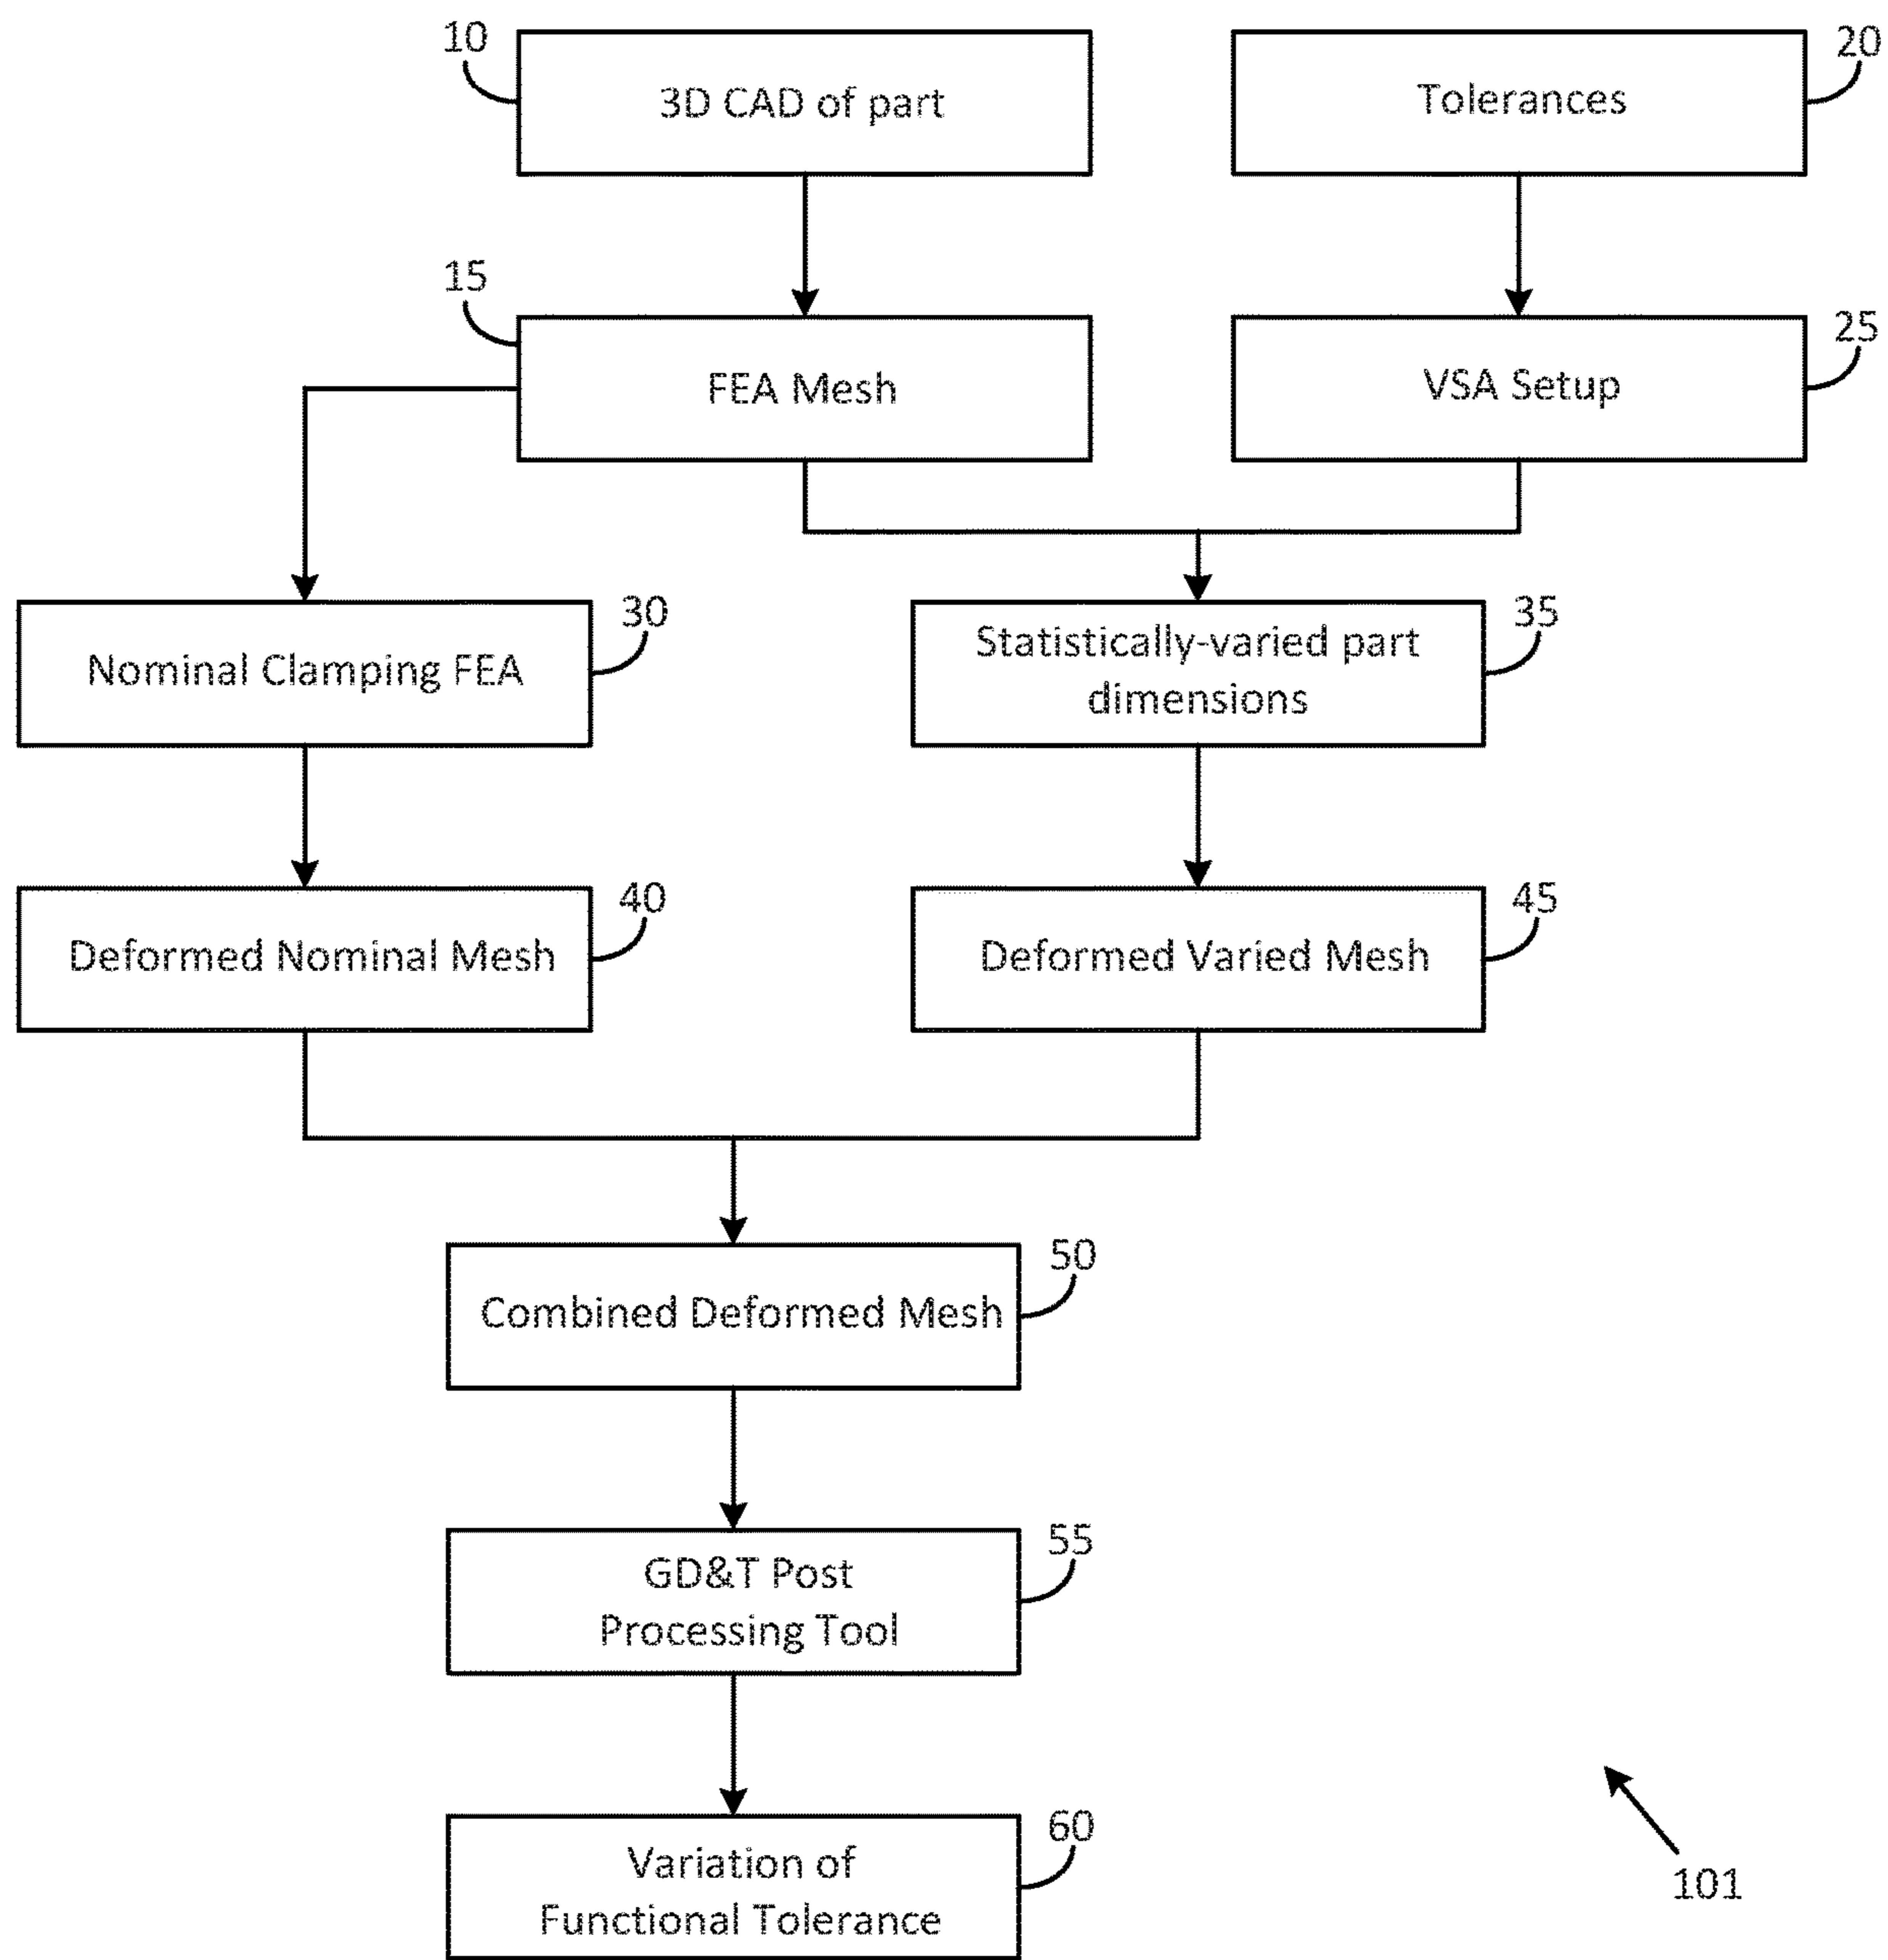 10
3D CAD of part
20
Tolerances
15
FEA Mesh
25
VSA Setup
30
Nominal Clamping FEA
35
Statistically-varied part
dimensions
40
Deformed Nominal Mesh
45
Deformed Varied Mesh
50
Combined Deformed Mesh
55
GD&T Post
Processing Tool
60
Variation of
Functional Tolerance
101